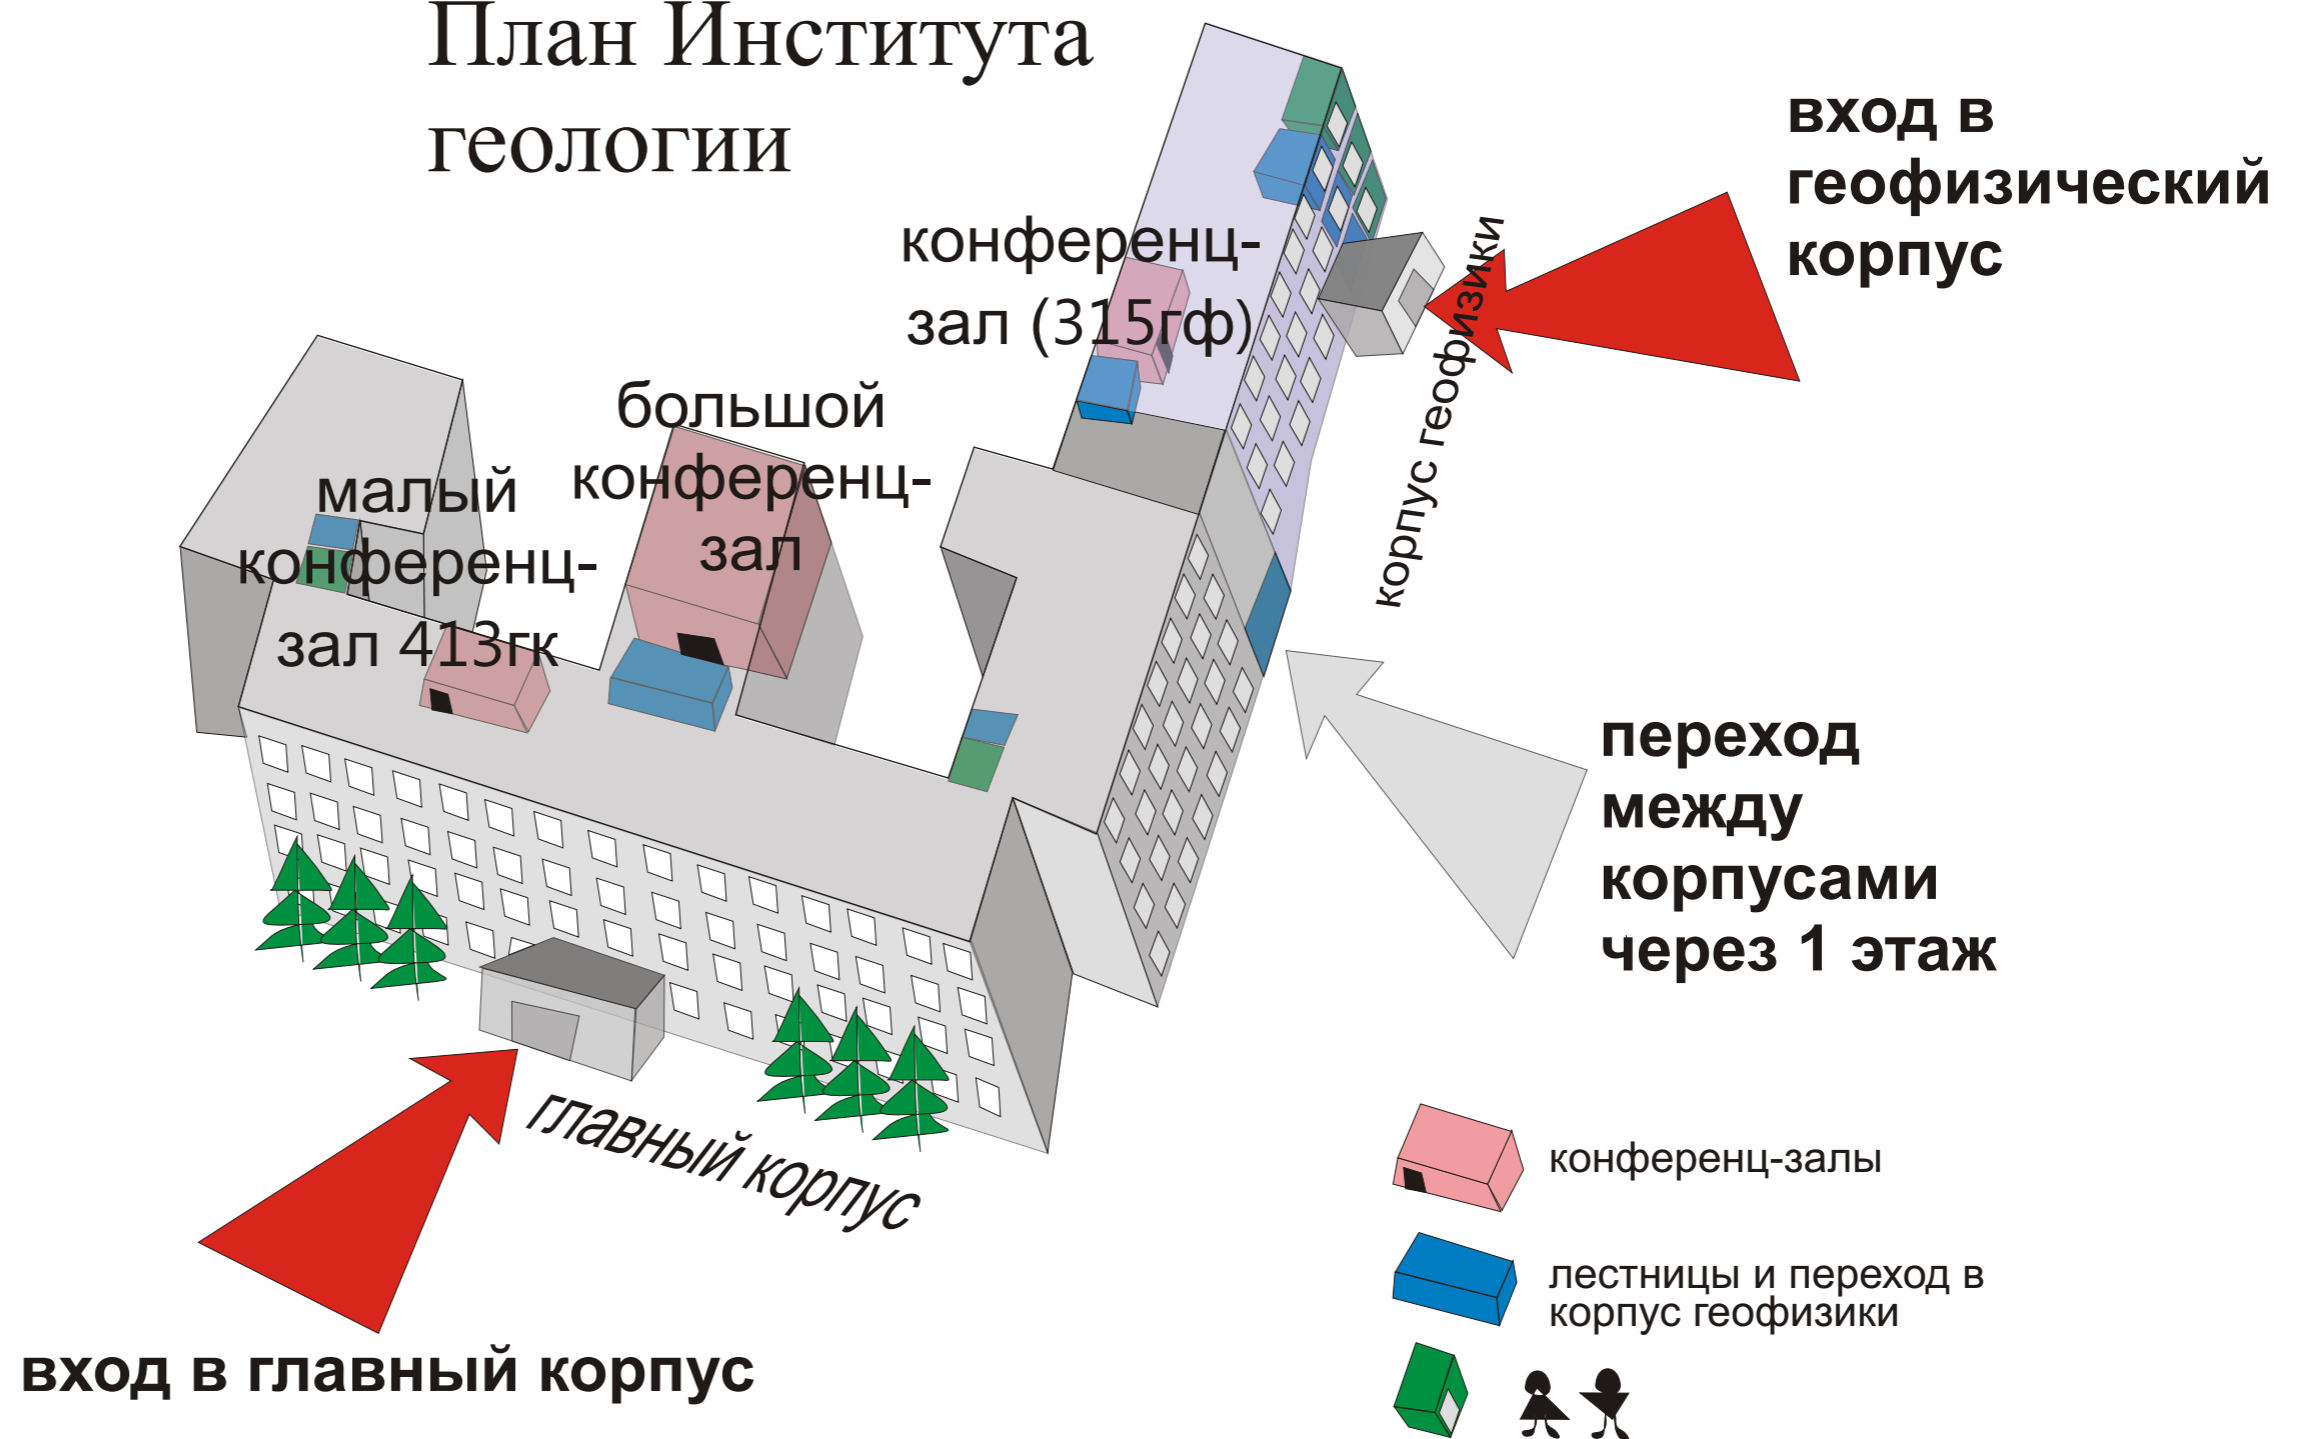 План Института
геологии
вход в
геофизический
корпус
конференц-
зал (315гф)
корпус геофизики
большой
конференц-
зал
малый
конференц-
зал 413гк
переход
между
корпусами
через 1 этаж
главный корпус
вход в главный корпус
конференц-залы
лестницы и переход в
корпус геофизики